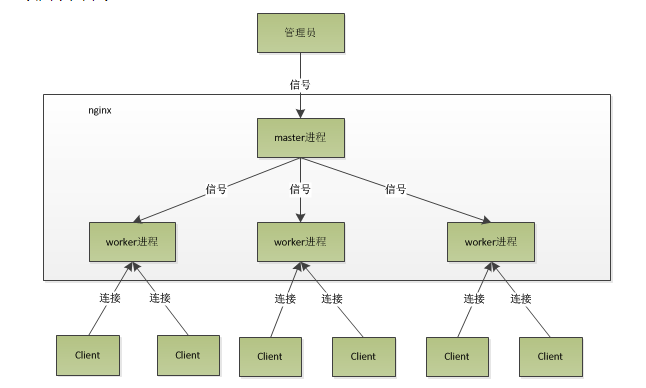 管理员
信号
nginx
master进程
信号
信号
信号
worker进程
worker进程
worker进程
连接
连接
连接
连接
连接
连接
Client
Client
Client
Client
Client
Client